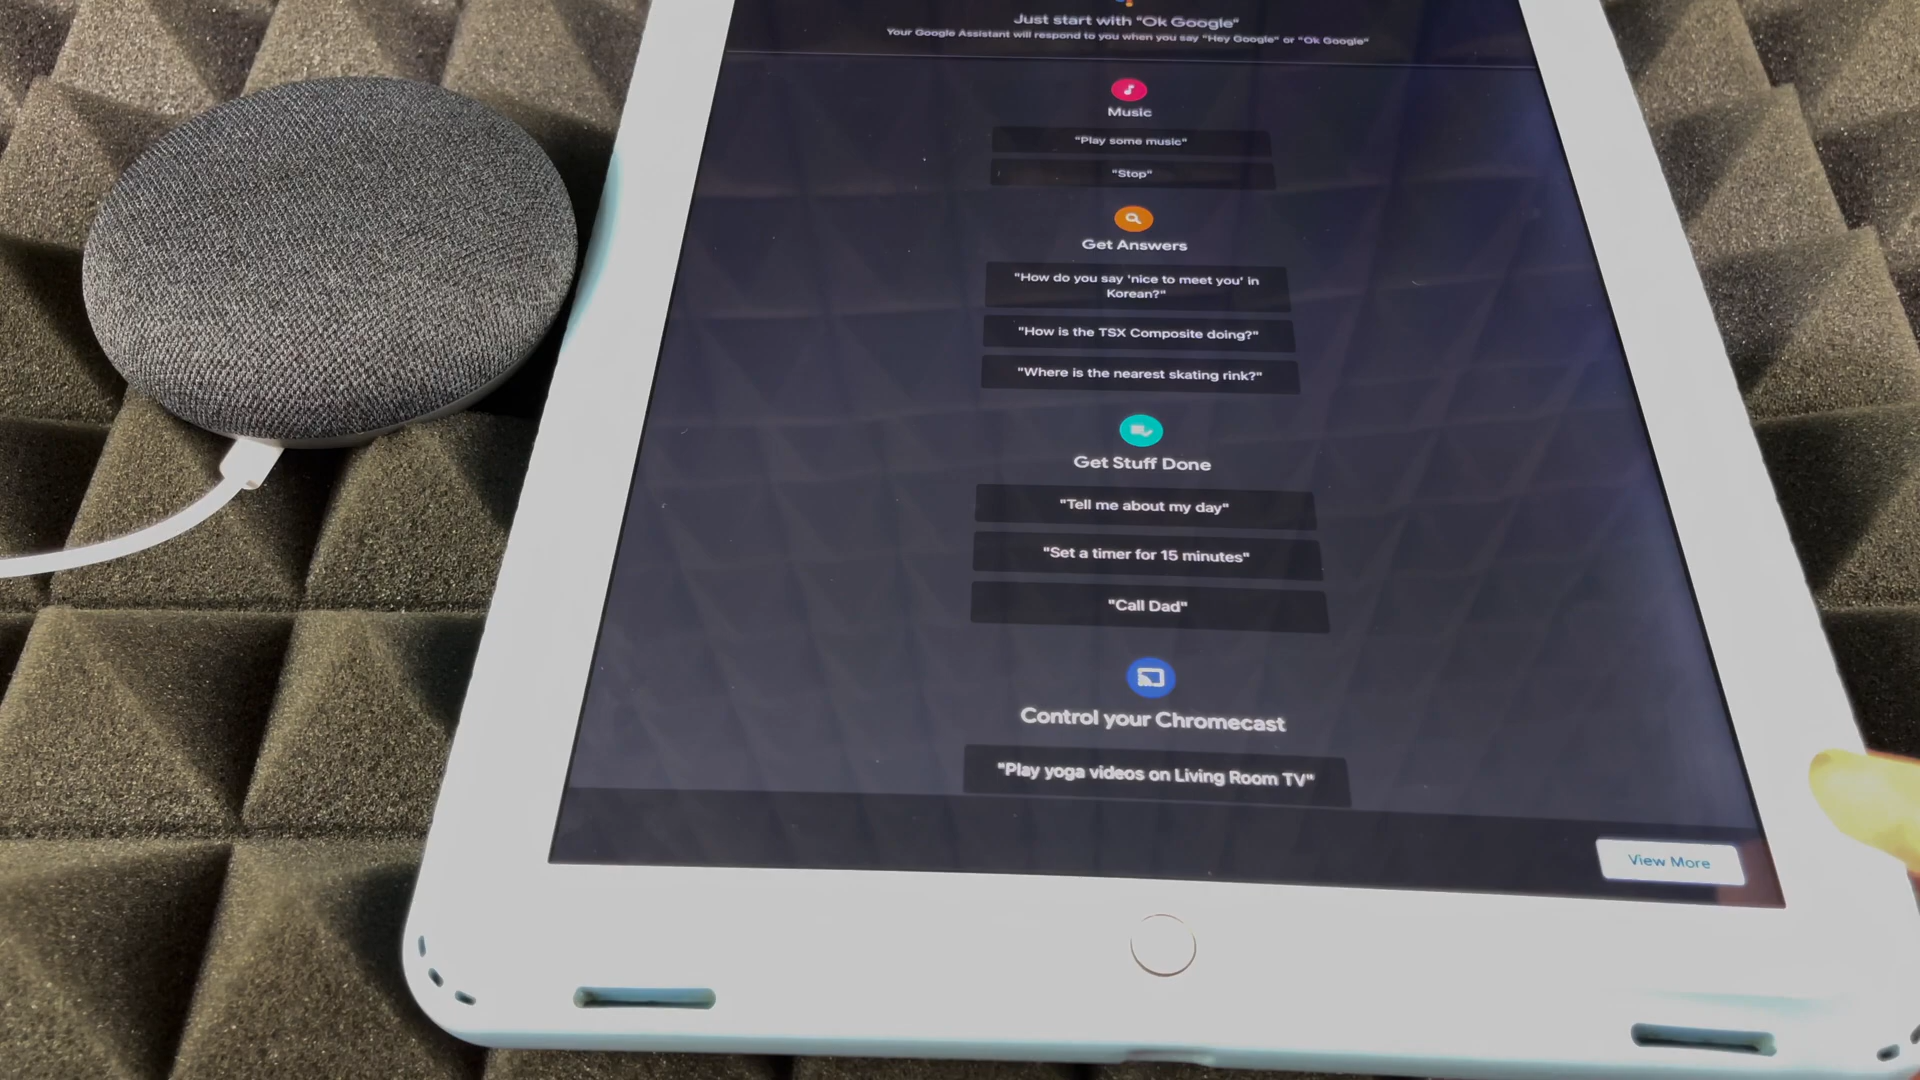 Just start with "Ok Google"
Your Google Assistant will respond to you when you say "Hey Google" or "Ok Google"
Music
"Play some music"
"Stop"
Get Answers
"How do you say 'nice to meet you' in
Korean?"
"How is the TSX Composite doing?"
"Where is the nearest skating rink?"
Get Stuff Done
"Tell me about my day"
"Set a timer for 15 minutes"
"Call Dad"
Control your Chromecast
"Play yoga videos on Living Room TV"
View More